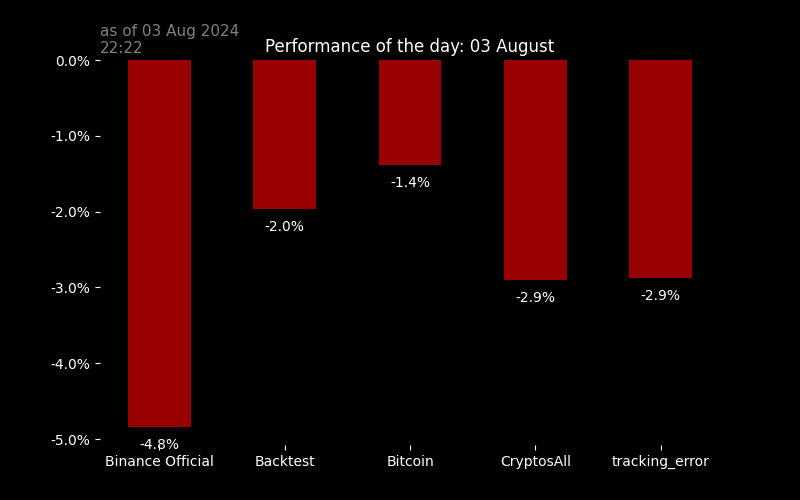 as of 03 Aug 2024
22:22
Performance of the day: 03 August
0.0%
-1.0%
-2.0%
-3.0%
-4.0%
-5.0%
-4.8%
-2.0%
-1.4%
-2.9%
-2.9%
Binance Official
Backtest
Bitcoin
CryptosAll
tracking_error